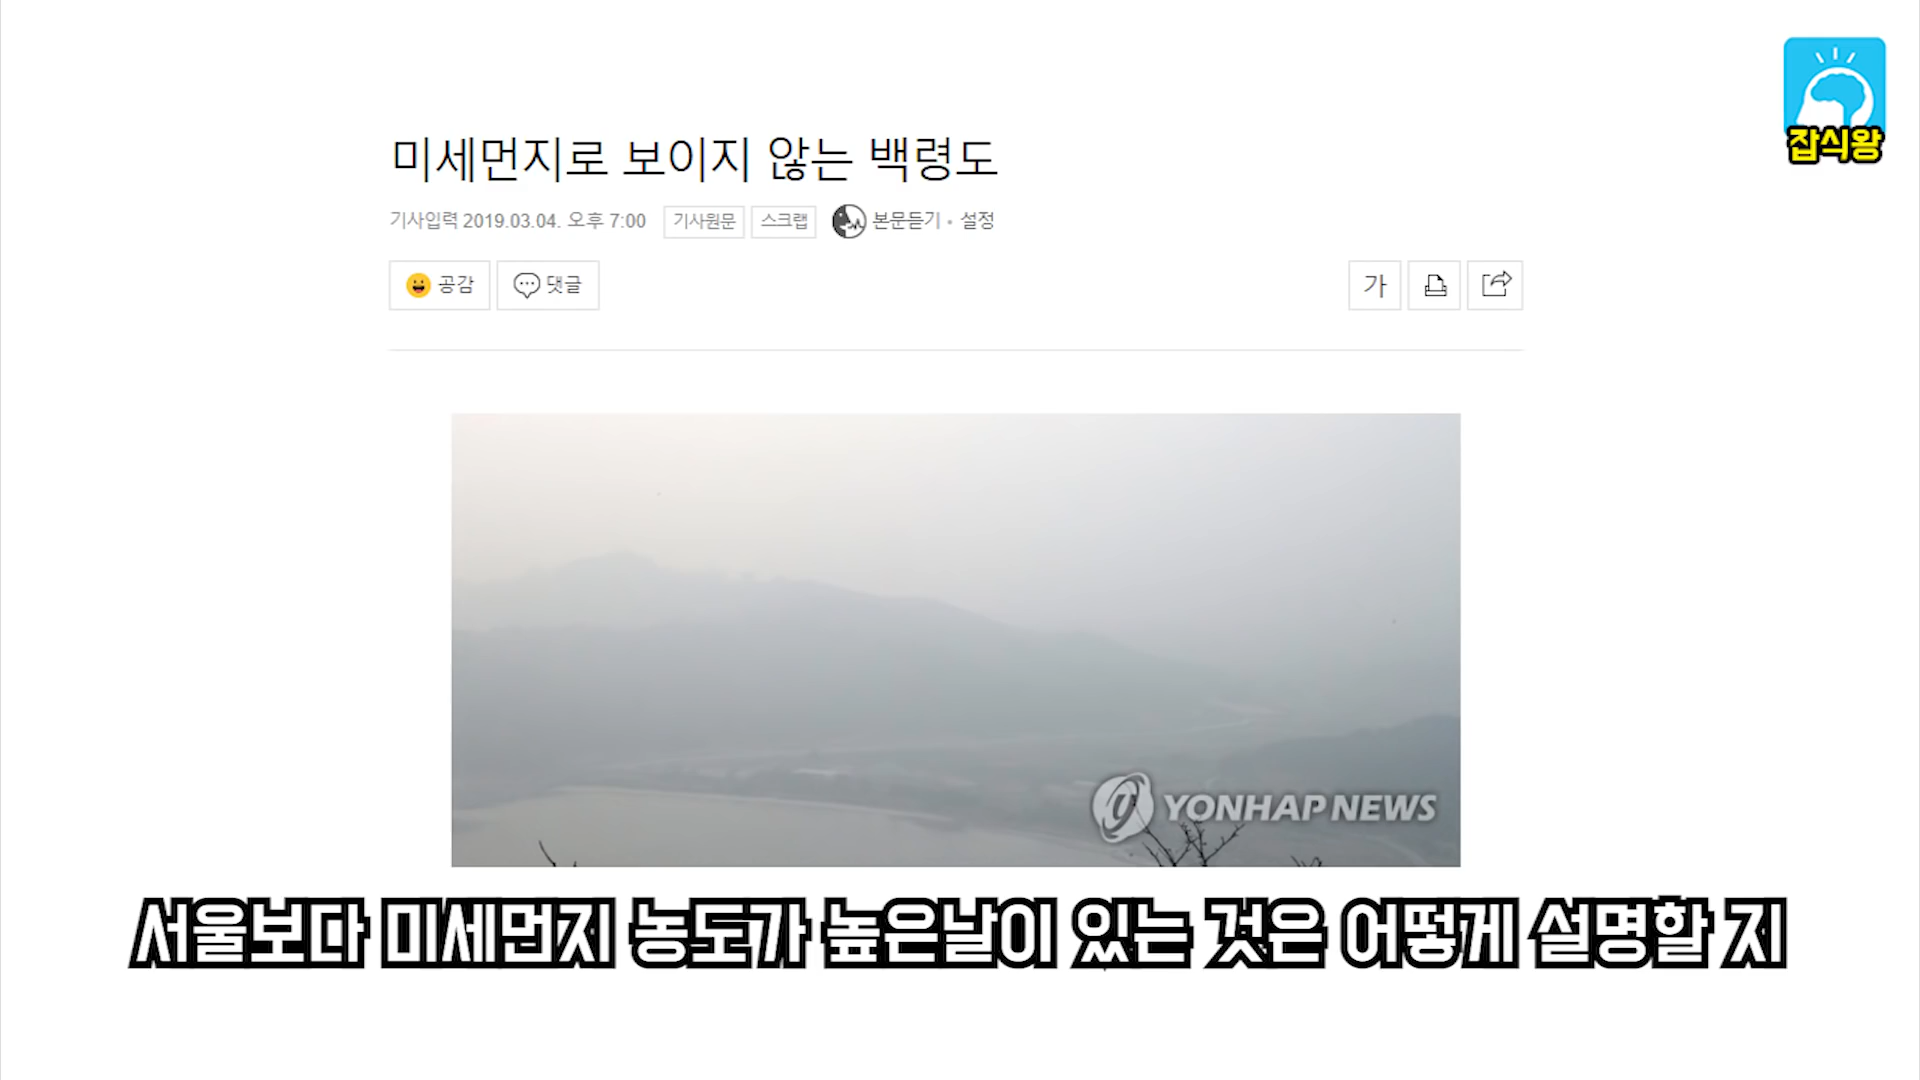 잡식왕
미세먼지로 보이지 않는 백령도
기사입력 2019.03.04. 오후 7:00 기사원문 스크랩 본문듣기 · 설정
공감 댓글 가
YONHAP NEWS
서울보다 미세먼지 농도가 높은날이 있는 것은 어떻게 설명할 지